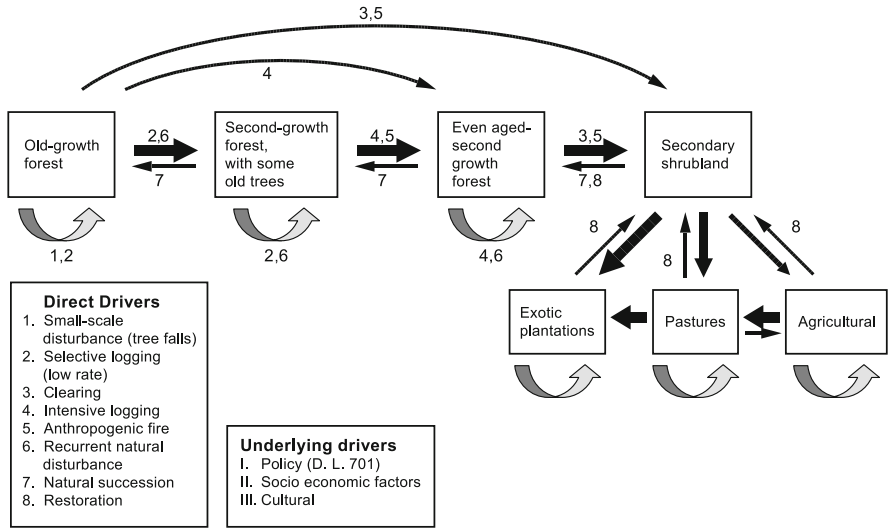 3,5
4
Old-growth
forest
2,6
7
Second-growth
forest,
with some
old trees
4,5
7
Even aged-
second
growth
forest
3,5
7,8
Secondary
shrubland
1,2
2,6
4,6
8
8
8
Exotic
plantations
Pastures
Agricultural
Direct Drivers
1. Small-scale
disturbance (tree falls)
2. Selective logging
(low rate)
3. Clearing
4. Intensive logging
5. Anthropogenic fire
6. Recurrent natural
disturbance
7. Natural succession
8. Restoration
Underlying drivers
I. Policy (D. L. 701)
II. Socio economic factors
III. Cultural